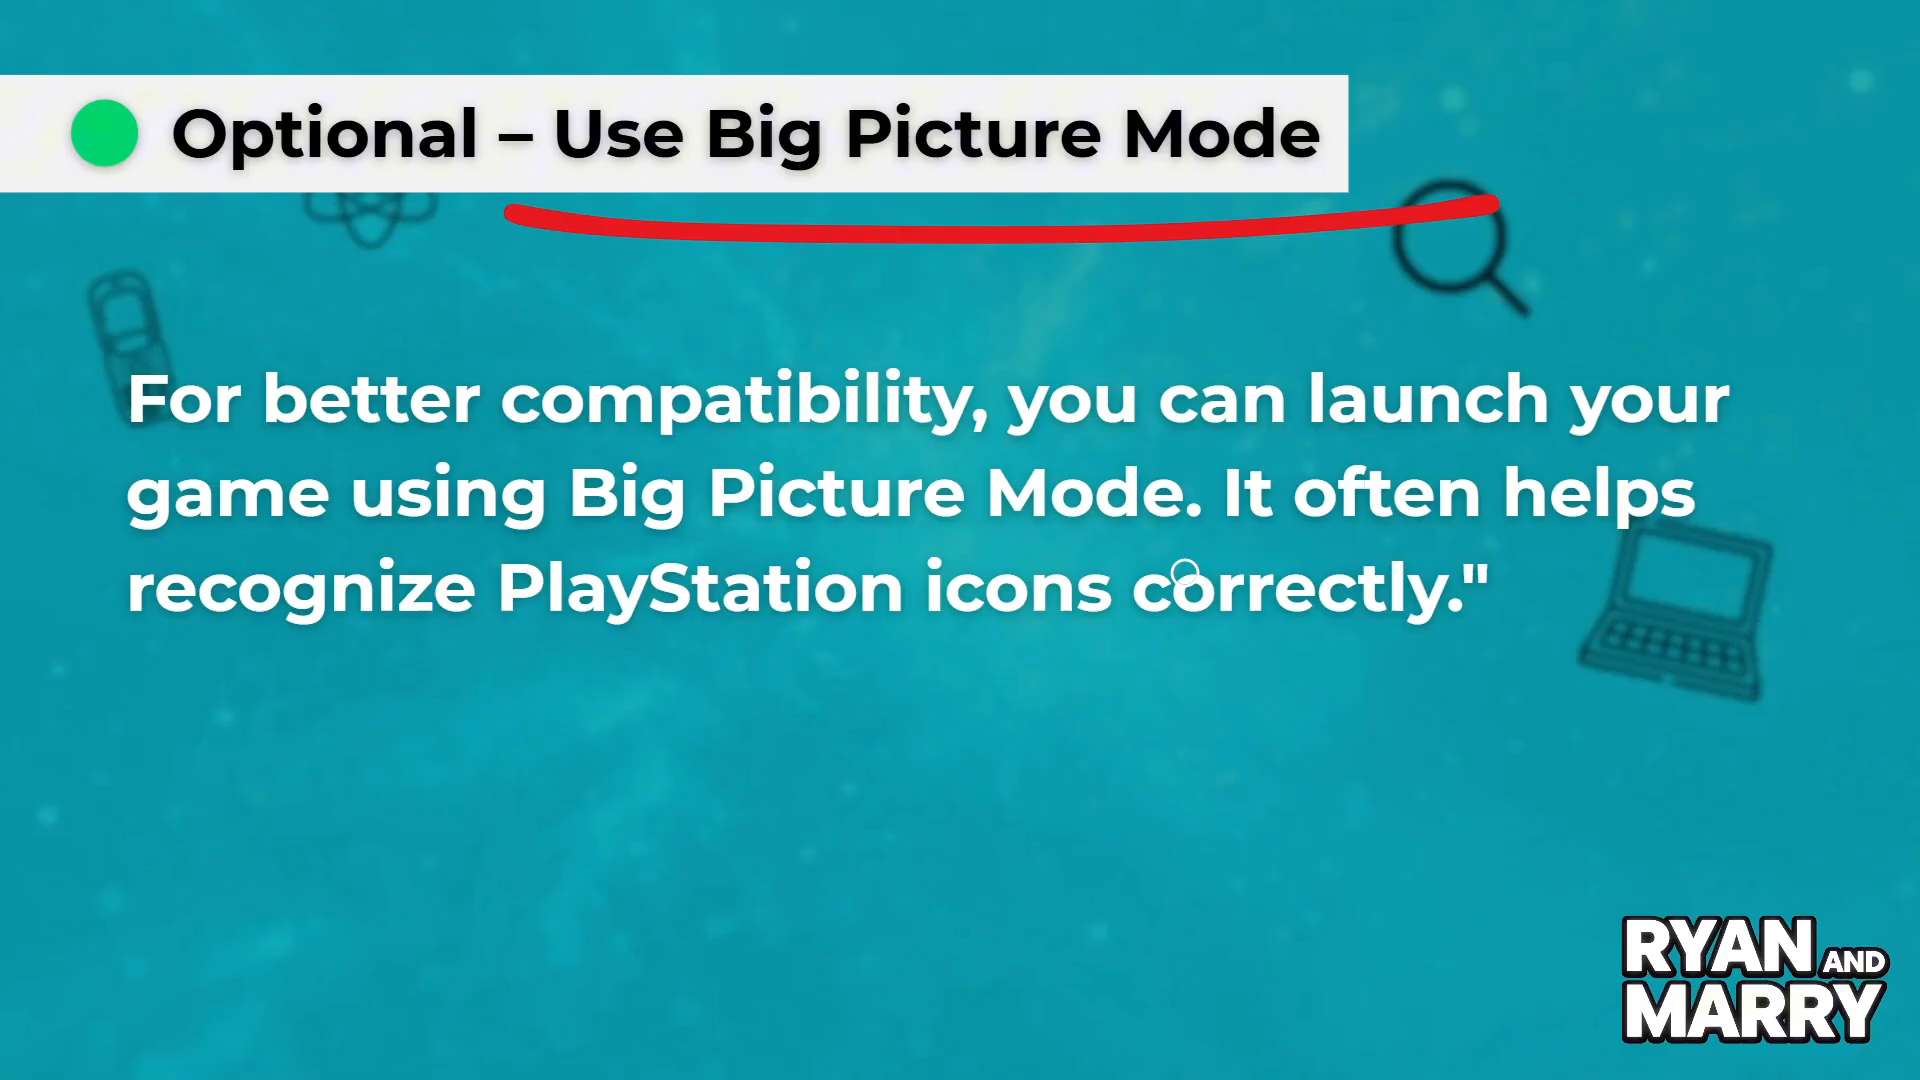 Optional – Use Big Picture Mode
For better compatibility, you can launch your
game using Big Picture Mode. It often helps
recognize PlayStation icons correctly."
RYAN AND
MARRY